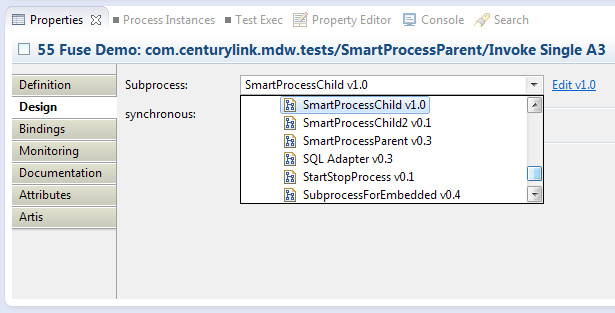 Properties Process Instances Test Exec Property Editor Console Search
55 Fuse Demo: com.centurylink.mdw.tests/SmartProcessParent/Invoke Single A3
Definition
Design
Bindings
Monitoring
Documentation
Attributes
Artis
Subprocess: SmartProcessChild v1.0 Edit v1.0
synchronous:
SmartProcessChild v1.0
SmartProcessChild2 v0.1
SmartProcessParent v0.3
SQL Adapter v0.3
StartStopProcess v0.1
SubprocessForEmbedded v0.4